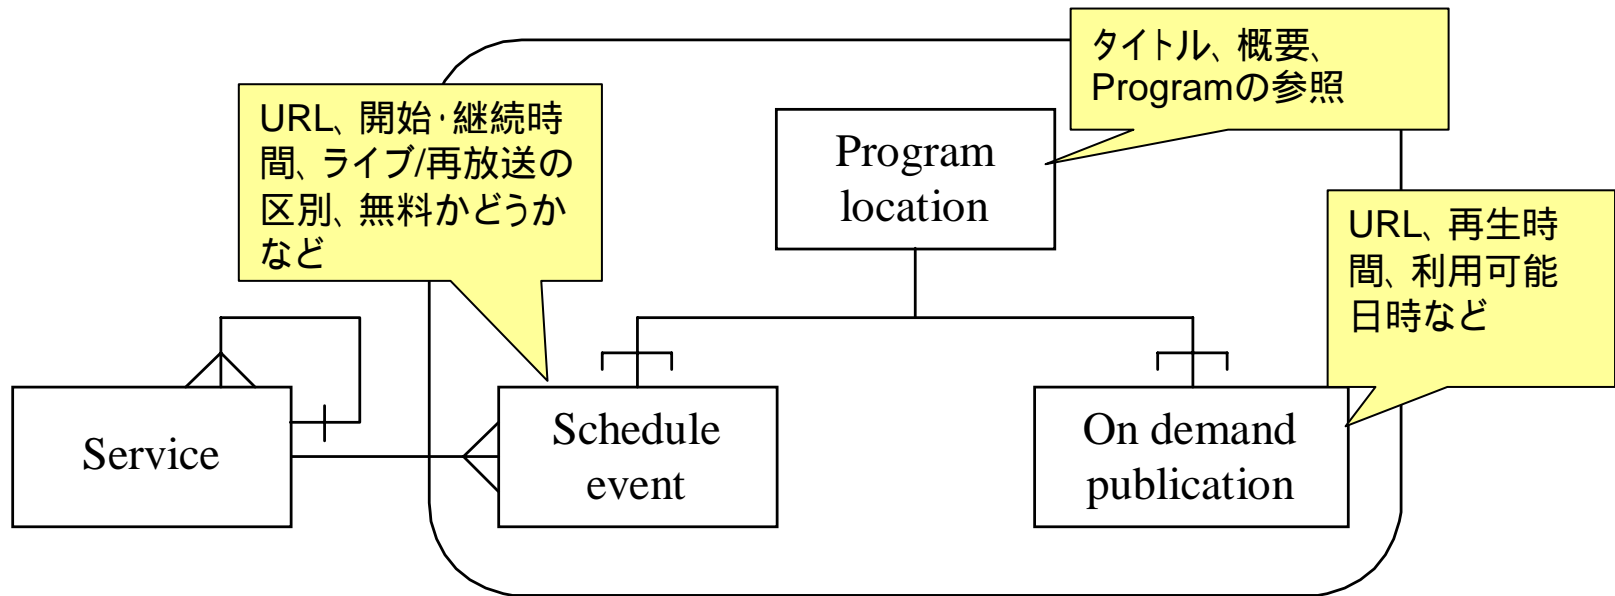 タイトル、概要、
Programの参照
URL、開始・継続時
間、ライブ/再放送の
区別、無料かどうか
など
Program
location
URL、再生時
間、利用可能
日時など
Service
Schedule
event
On demand
publication